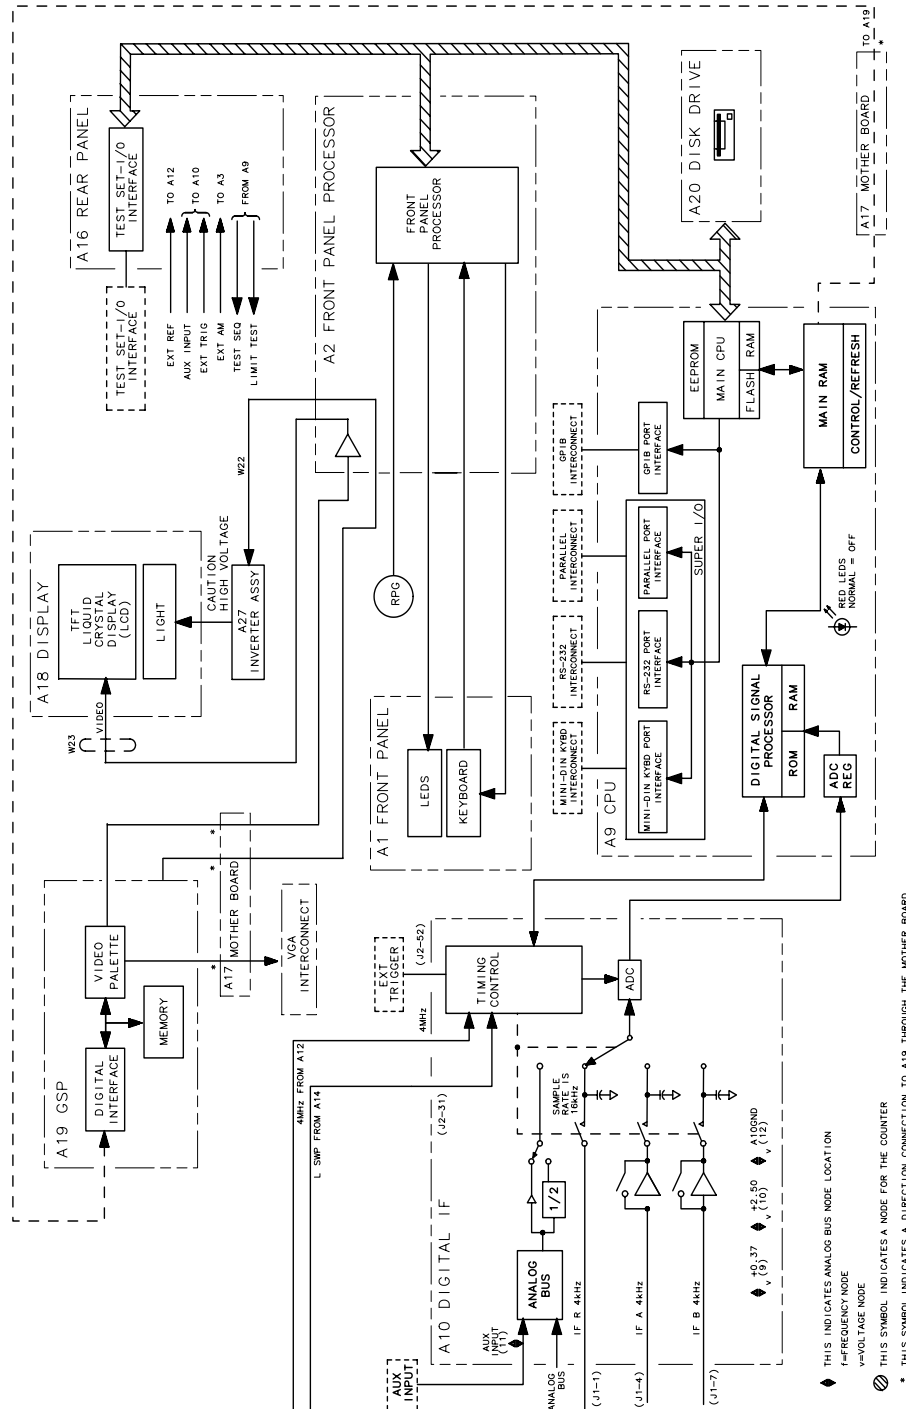 A16 REAR PANEL
TEST SET-I/O
INTERFACE
TEST SET-I/O
INTERFACE
EXT REF
TO A12
AUX INPUT
EXT TRIG
TO A10
EXT AM
TO A3
TEST SEQ
LIMIT TEST
FROM A9
A2 FRONT PANEL PROCESSOR
FRONT
PANEL
PROCESSOR
A20 DISK DRIVE
A17 MOTHER BOARD
TO A19
*
A18 DISPLAY
TFT
LIQUID
CRYSTAL
DISPLAY
(LCD)
LIGHT
CAUTION
HIGH VOLTAGE
A27
INVERTER ASSY
W22
W23
VIDEO
RPG
A1 FRONT PANEL
LEDS
KEYBOARD
A9 CPU
EEPROM
MAIN CPU
FLASH
RAM
MAIN RAM
CONTROL/REFRESH
GPIB
INTERCONNECT
GPIB PORT
INTERFACE
PARALLEL
INTERCONNECT
PARALLEL PORT
INTERFACE
SUPER I/O
RS-232
INTERCONNECT
RS-232 PORT
INTERFACE
MINI-DIN KYBD
INTERCONNECT
MINI-DIN KYBD PORT
INTERFACE
RED LEDS
NORMAL = OFF
DIGITAL SIGNAL
PROCESSOR
ROM
RAM
ADC
REG
A19 GSP
DIGITAL
INTERFACE
VIDEO
PALETTE
MEMORY
*
*
*
A17 MOTHER BOARD
VGA
INTERCONNECT
4MHz FROM A12
L SWP FROM A14
A10 DIGITAL IF
(J2-31)
4MHz
(J2-52)
EXT
TRIGGER
TIMING
CONTROL
ADC
SAMPLE
RATE IS
16kHz
1/2
ANALOG
BUS
AUX
INPUT
(11)
AUX
INPUT
ANALOG
BUS
IF R 4kHz
(J1-1)
IF A 4kHz
(J1-4)
IF B 4kHz
(J1-7)
+0.37
v (9)
+2.50
v (10)
A10GND
v (12)
THIS INDICATES ANALOG BUS NODE LOCATION
f=FREQUENCY NODE
v=VOLTAGE NODE
THIS SYMBOL INDICATES A NODE FOR THE COUNTER
* THIS SYMBOL INDICATES A DIRECTION CONNECTION TO A19 THROUGH THE MOTHER BOARD